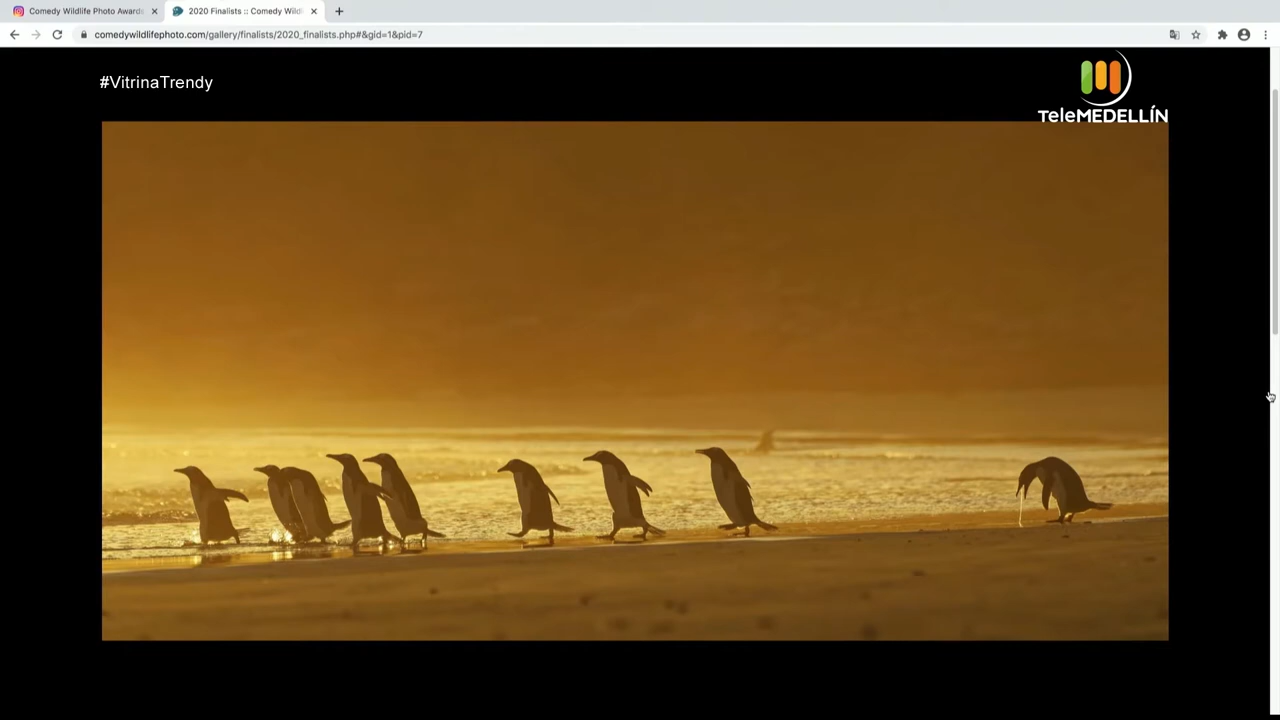 Comedy Wildlife Photo Awards
2020 Finalists :: Comedy Wild
comedywildlifephoto.com/gallery/finalists/2020_finalists.php#&gid=1&pid=7
#VitrinaTrendy
TeleMEDELLÍN